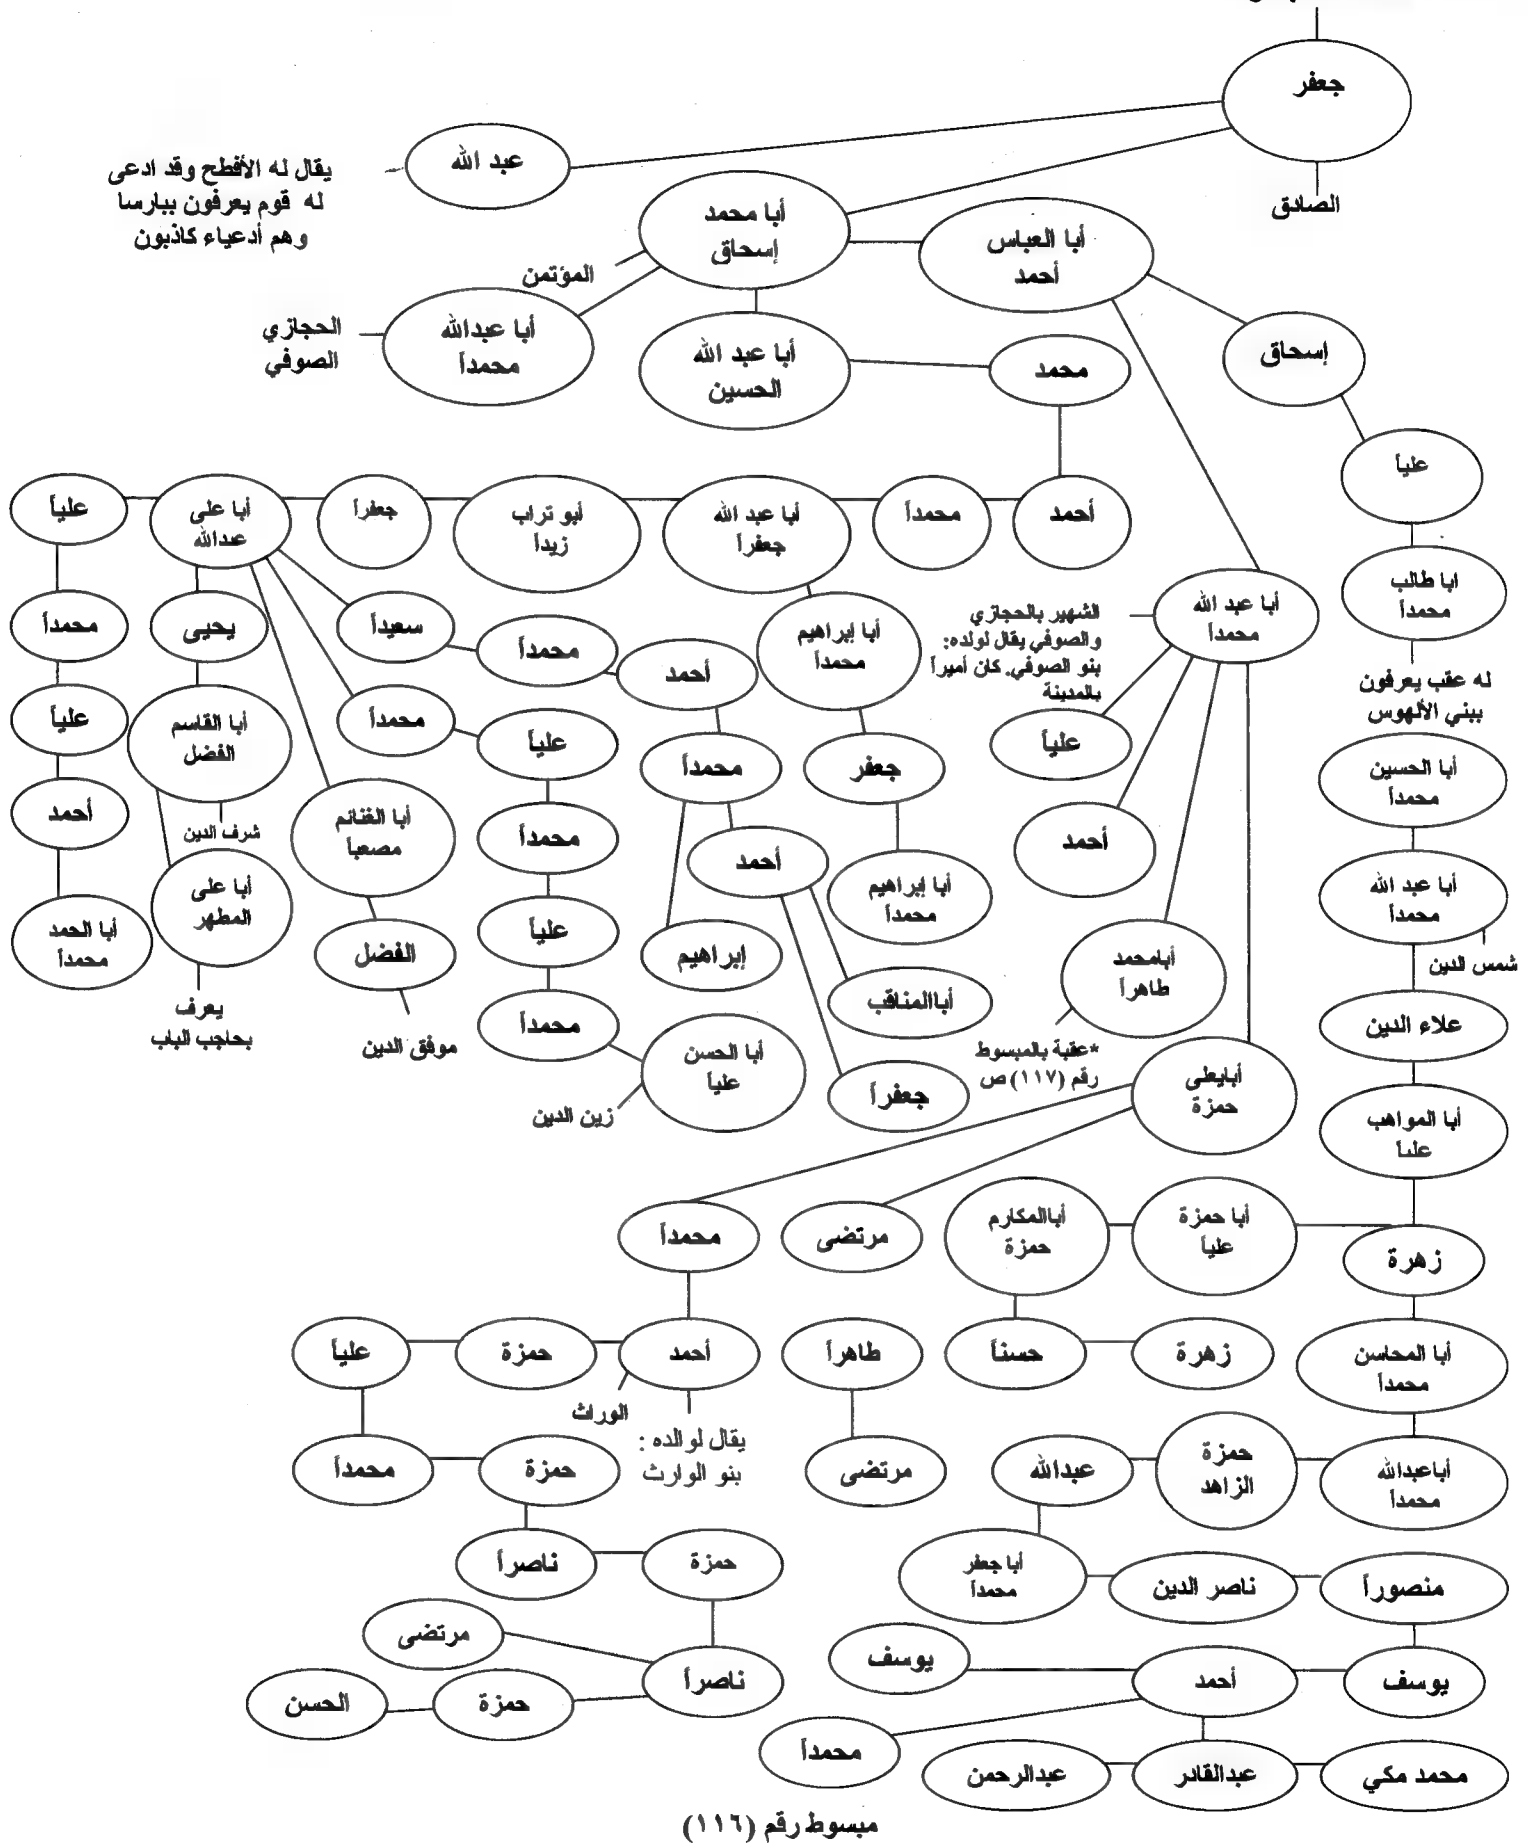 جعفر
الصادق
عبد الله
يقال له الأفطح وقد ادعى
له قوم يعرفون ببارسا
وهم أدعياء كاذبون
أبا محمد
إسحاق
المؤتمن
أبا العباس
أحمد
أبا عبدالله
محمداً
الحجازي
الصوفي
أبا عبد الله
الحسين
محمد
إسحاق
علياً
أحمد
محمداً
أبا عبد الله
جعفراً
أبو تراب
زيداً
جعفراً
أبا على
عبدالله
علياً
ابا طالب
محمداً
له عقب يعرفون
ببني الألهوس
أبا عبد الله
محمداً
الشهير بالحجازي
والصوفي يقال لولده:
بنو الصوفي. كان أميراً
بالمدينة
أبا إبراهيم
محمداً
أحمد
محمداً
سعيداً
يحيى
محمداً
علياً
جعفر
محمداً
علياً
محمداً
أبا القاسم
الفضل
شرف الدين
علياً
أبا الحسين
محمداً
أحمد
أبا إبراهيم
محمداً
أحمد
محمداً
أبا الغنائم
مصعباً
أحمد
أبا عبد الله
محمداً
شمس الدين
أبامحمد
طاهراً
*عقبة بالمبسوط
رقم (١١٧) ص
أباالمناقب
إبراهيم
علياً
الفضل
موفق الدين
أبا على
المطهر
يعرف
بحاجب الباب
أبا الحمد
محمداً
علاء الدين
أبايعلى
حمزة
جعفراً
أبا الحسن
علياً
زين الدين
محمداً
أبا المواهب
علياً
زهرة
أبا حمزة
علياً
أباالمكارم
حمزة
مرتضى
محمداً
أبا المحاسن
محمداً
زهرة
حسناً
طاهراً
أحمد
الوراث
يقال لوالده :
بنو الوارث
حمزة
علياً
أباعبدالله
محمداً
حمزة
الزاهد
عبدالله
مرتضى
حمزة
محمداً
منصوراً
ناصر الدين
أبا جعفر
محمداً
حمزة
ناصراً
يوسف
أحمد
يوسف
ناصراً
مرتضى
حمزة
الحسن
محمداً
محمد مكي
عبدالقادر
عبدالرحمن
مبسوط رقم (١١٦)